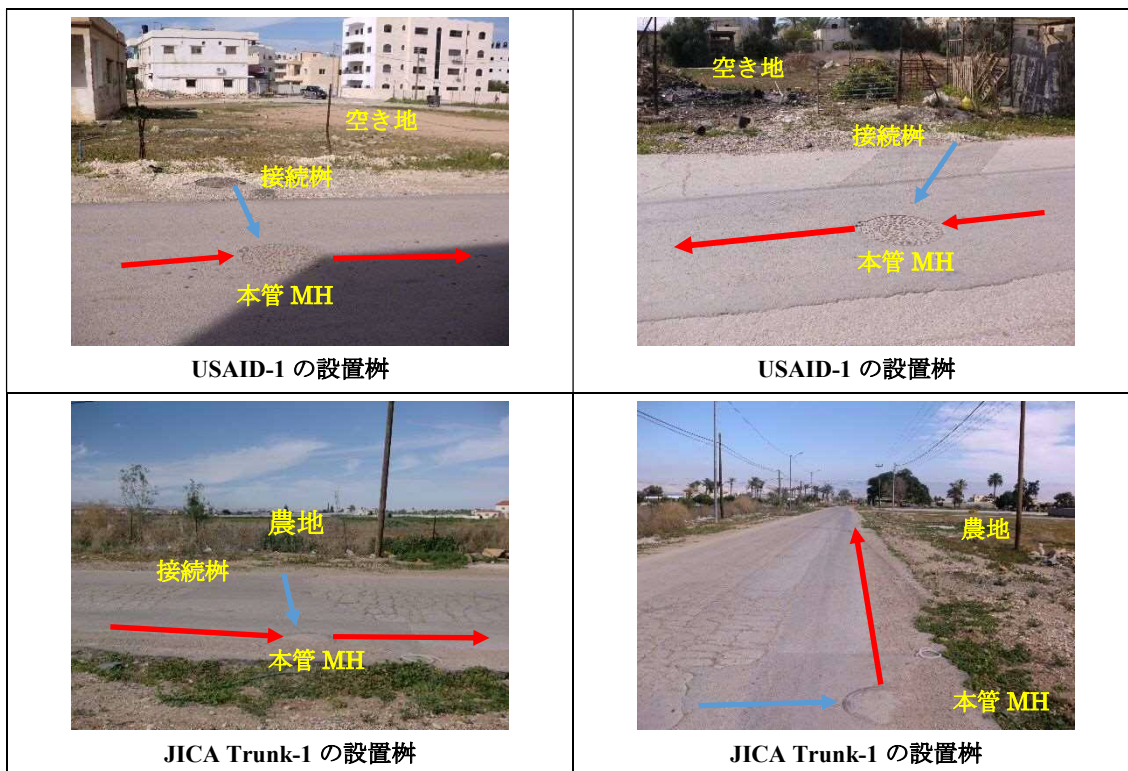 空き地
接続桝
本管 MH
USAID-1 の設置桝
空き地
接続桝
本管 MH
USAID-1 の設置桝
農地
接続桝
本管 MH
JICA Trunk-1 の設置桝
農地
本管 MH
JICA Trunk-1 の設置桝